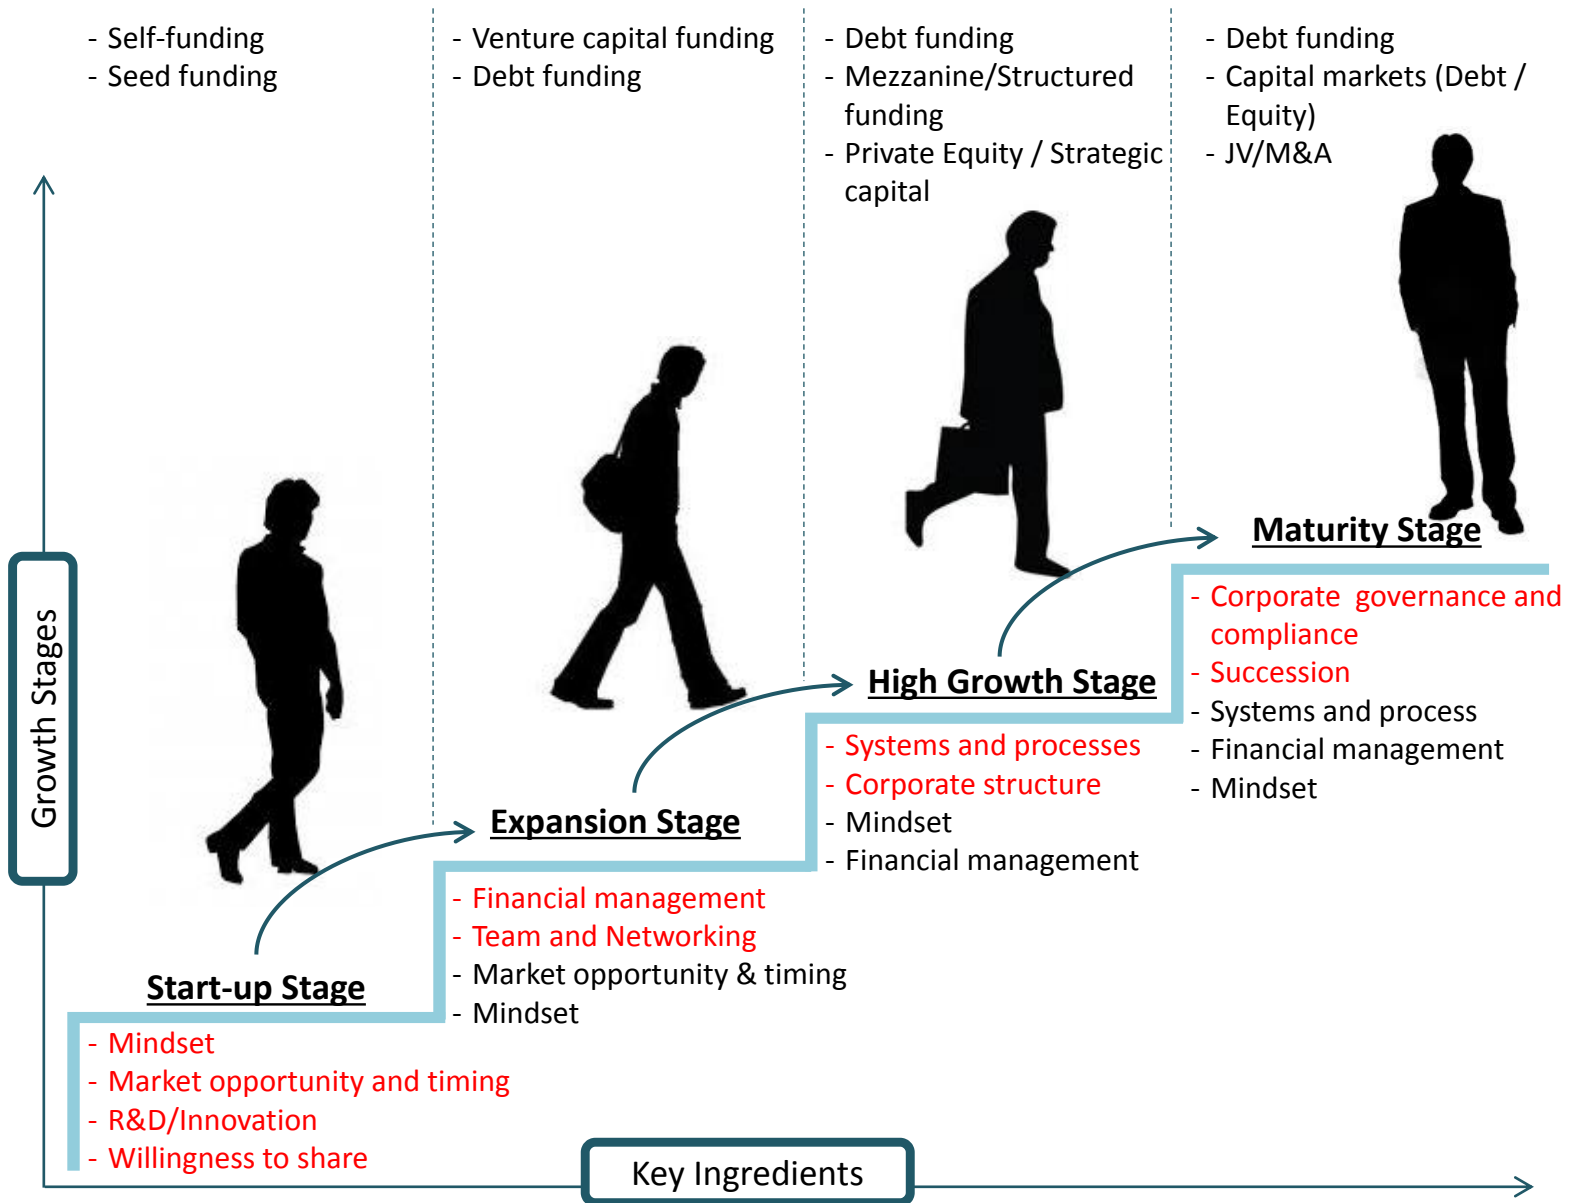 - Self-funding
- Seed funding
- Venture capital funding
- Debt funding
- Debt funding
- Mezzanine/Structured
funding
- Private Equity / Strategic
capital
- Debt funding
- Capital markets (Debt /
Equity)
- JV/M&A
Growth Stages
Maturity Stage
- Corporate  governance and
compliance
- Succession
- Systems and process
- Financial management
- Mindset
High Growth Stage
- Systems and processes
- Corporate structure
- Mindset
- Financial management
Expansion Stage
- Financial management
- Team and Networking
- Market opportunity & timing
- Mindset
Start-up Stage
- Mindset
- Market opportunity and timing
- R&D/Innovation
- Willingness to share
Key Ingredients